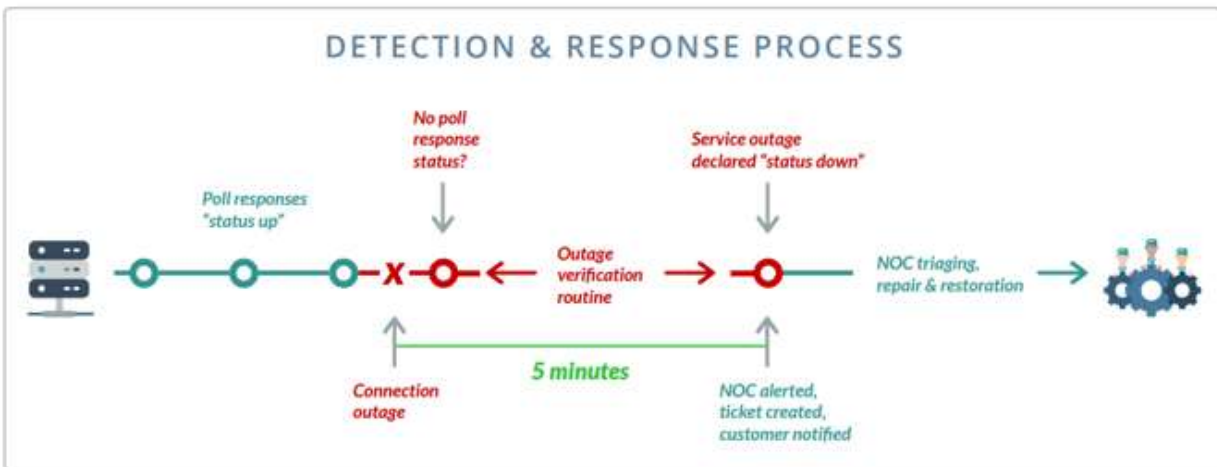 DETECTION & RESPONSE PROCESS
No poll
response
status?
Service outage
declared "status down"
Poll responses
"status up"
X
Outage
verification
routine
NOC triaging,
repair & restoration
5 minutes
Connection
outage
NOC alerted,
ticket created,
customer notified